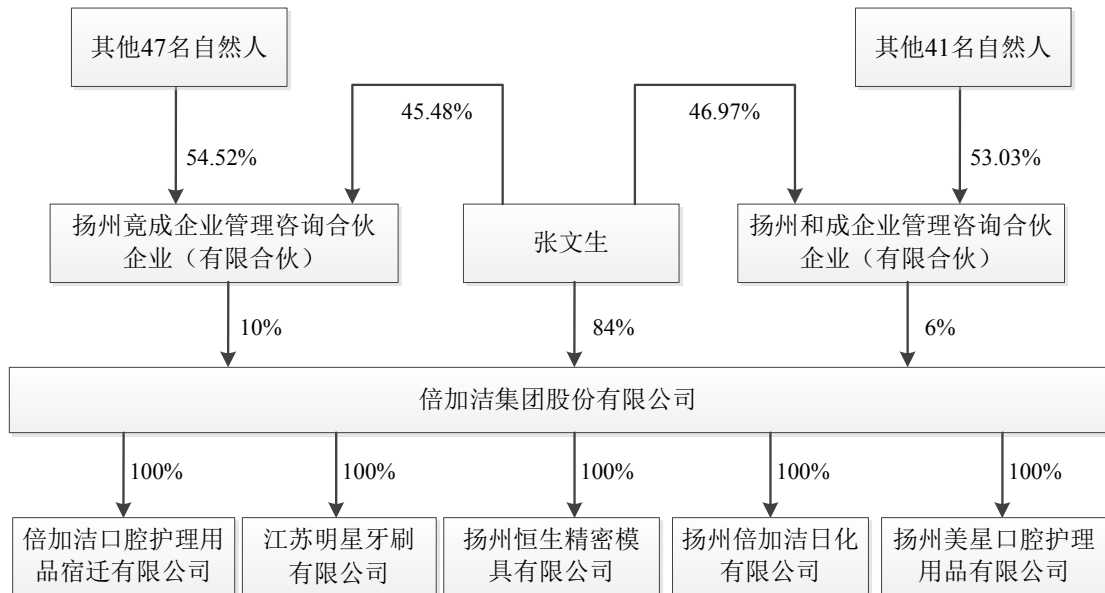 其他47名自然人
其他41名自然人
45.48%
46.97%
54.52%
53.03%
扬州竟成企业管理咨询合伙
企业（有限合伙）
张文生
扬州和成企业管理咨询合伙
企业（有限合伙）
10%
84%
6%
倍加洁集团股份有限公司
100%
100%
100%
100%
100%
倍加洁口腔护理用
品宿迁有限公司
江苏明星牙刷
有限公司
扬州恒生精密模
具有限公司
扬州倍加洁日化
有限公司
扬州美星口腔护理
用品有限公司